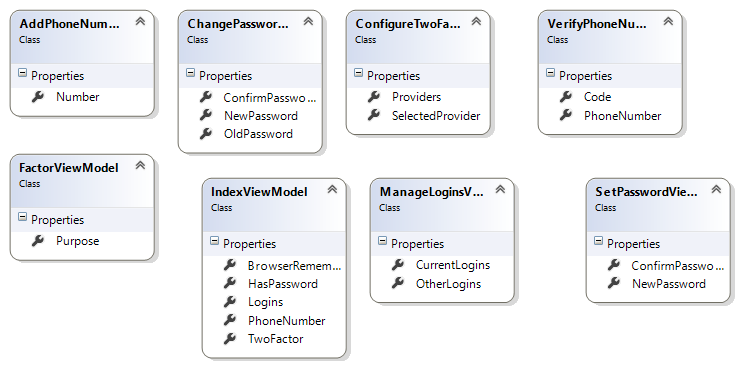 AddPhoneNum...
Class
Properties
Number
ChangePasswor...
Class
Properties
ConfirmPasswo...
NewPassword
OldPassword
ConfigureTwoFa...
Class
Properties
Providers
SelectedProvider
VerifyPhoneNu...
Class
Properties
Code
PhoneNumber
FactorViewModel
Class
Properties
Purpose
IndexViewModel
Class
Properties
BrowserRemem...
HasPassword
Logins
PhoneNumber
TwoFactor
ManageLoginsV...
Class
Properties
CurrentLogins
OtherLogins
SetPasswordVie...
Class
Properties
ConfirmPasswo...
NewPassword